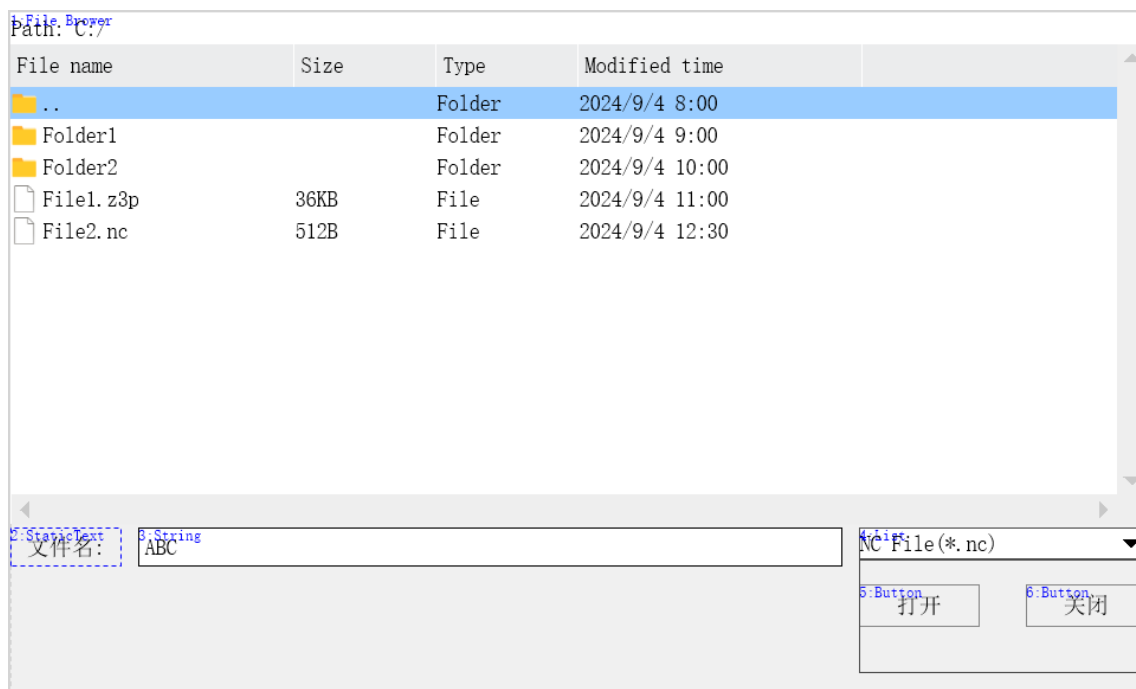 1:File Brower
Path: C:/
File name Size Type Modified time
.. Folder 2024/9/4 8:00
Folder1 Folder 2024/9/4 9:00
Folder2 Folder 2024/9/4 10:00
File1.z3p 36KB File 2024/9/4 11:00
File2.nc 512B File 2024/9/4 12:30
2:StaticText 3:String 4:List
文件名: ABC NC File(*.nc)
5:Button 6:Button
打开 关闭